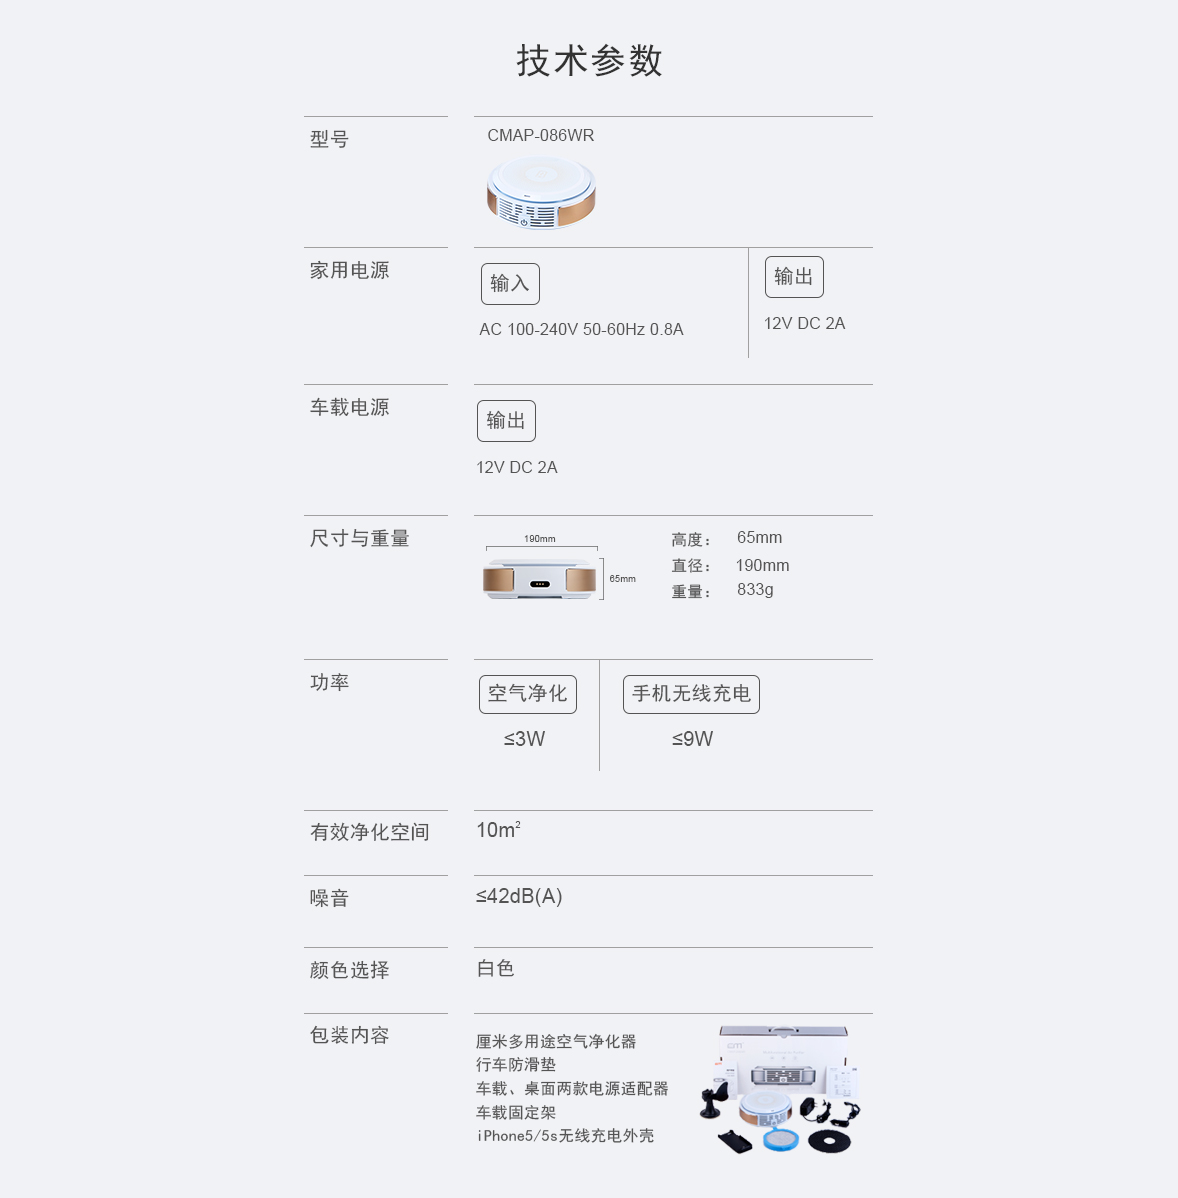 技术参数
型号
CMAP-086WR
家用电源
输入
输出
AC 100-240V 50-60Hz 0.8A
12V DC 2A
车载电源
输出
12V DC 2A
尺寸与重量
190mm
65mm
高度： 65mm
直径： 190mm
重量： 833g
功率
空气净化
手机无线充电
≤3W
≤9W
有效净化空间
10m²
噪音
≤42dB(A)
颜色选择
白色
包装内容
厘米多用途空气净化器
行车防滑垫
车载、桌面两款电源适配器
车载固定架
iPhone5/5s无线充电外壳
cm